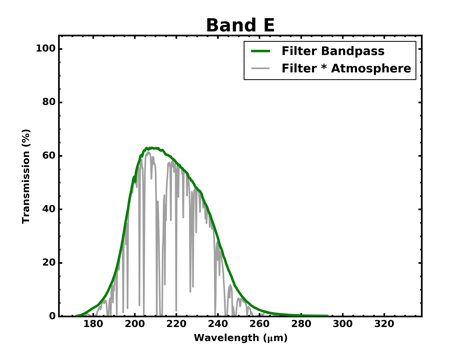 Band E
100
80
60
40
20
0
Transmission (%)
Filter Bandpass
Filter * Atmosphere
180 200 220 240 260 280 300 320
Wavelength (μm)